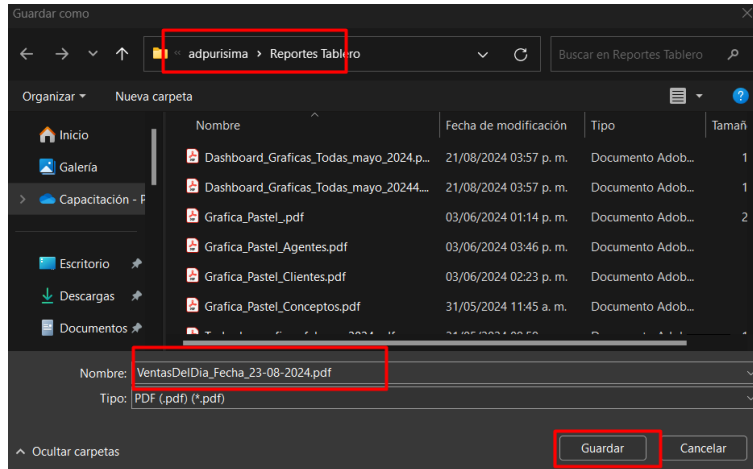 Guardar como
« adpurisima > Reportes Tablero
Buscar en Reportes Tablero
Organizar
Nueva carpeta
Inicio
Galería
Capacitación - P
Escritorio
Descargas
Documentos
Nombre Fecha de modificación Tipo Tamañ
Dashboard_Graficas_Todas_mayo_2024.p... 21/08/2024 03:57 p. m. Documento Adob... 1
Dashboard_Graficas_Todas_mayo_20244.... 21/08/2024 03:57 p. m. Documento Adob... 1
Grafica_Pastel_.pdf 03/06/2024 01:14 p. m. Documento Adob... 2
Grafica_Pastel_Agentes.pdf 03/06/2024 03:46 p. m. Documento Adob...
Grafica_Pastel_Clientes.pdf 03/06/2024 02:23 p. m. Documento Adob...
Grafica_Pastel_Conceptos.pdf 31/05/2024 11:45 a. m. Documento Adob...
Nombre: VentasDelDia_Fecha_23-08-2024.pdf
Tipo: PDF (.pdf) (*.pdf)
Ocultar carpetas
Guardar
Cancelar